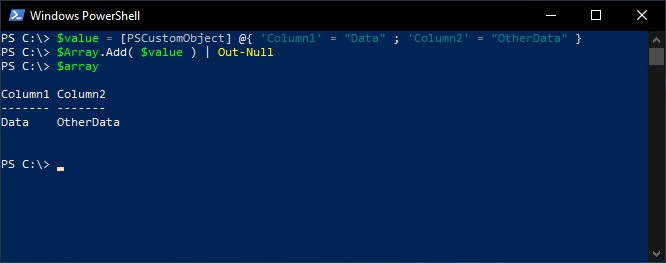 Windows PowerShell
PS C:\> $value = [PSCustomObject] @{ 'Column1' = "Data" ; 'Column2' = "OtherData" }
PS C:\> $Array.Add( $value ) | Out-Null
PS C:\> $array
Column1 Column2
------- -------
Data    OtherData
PS C:\>